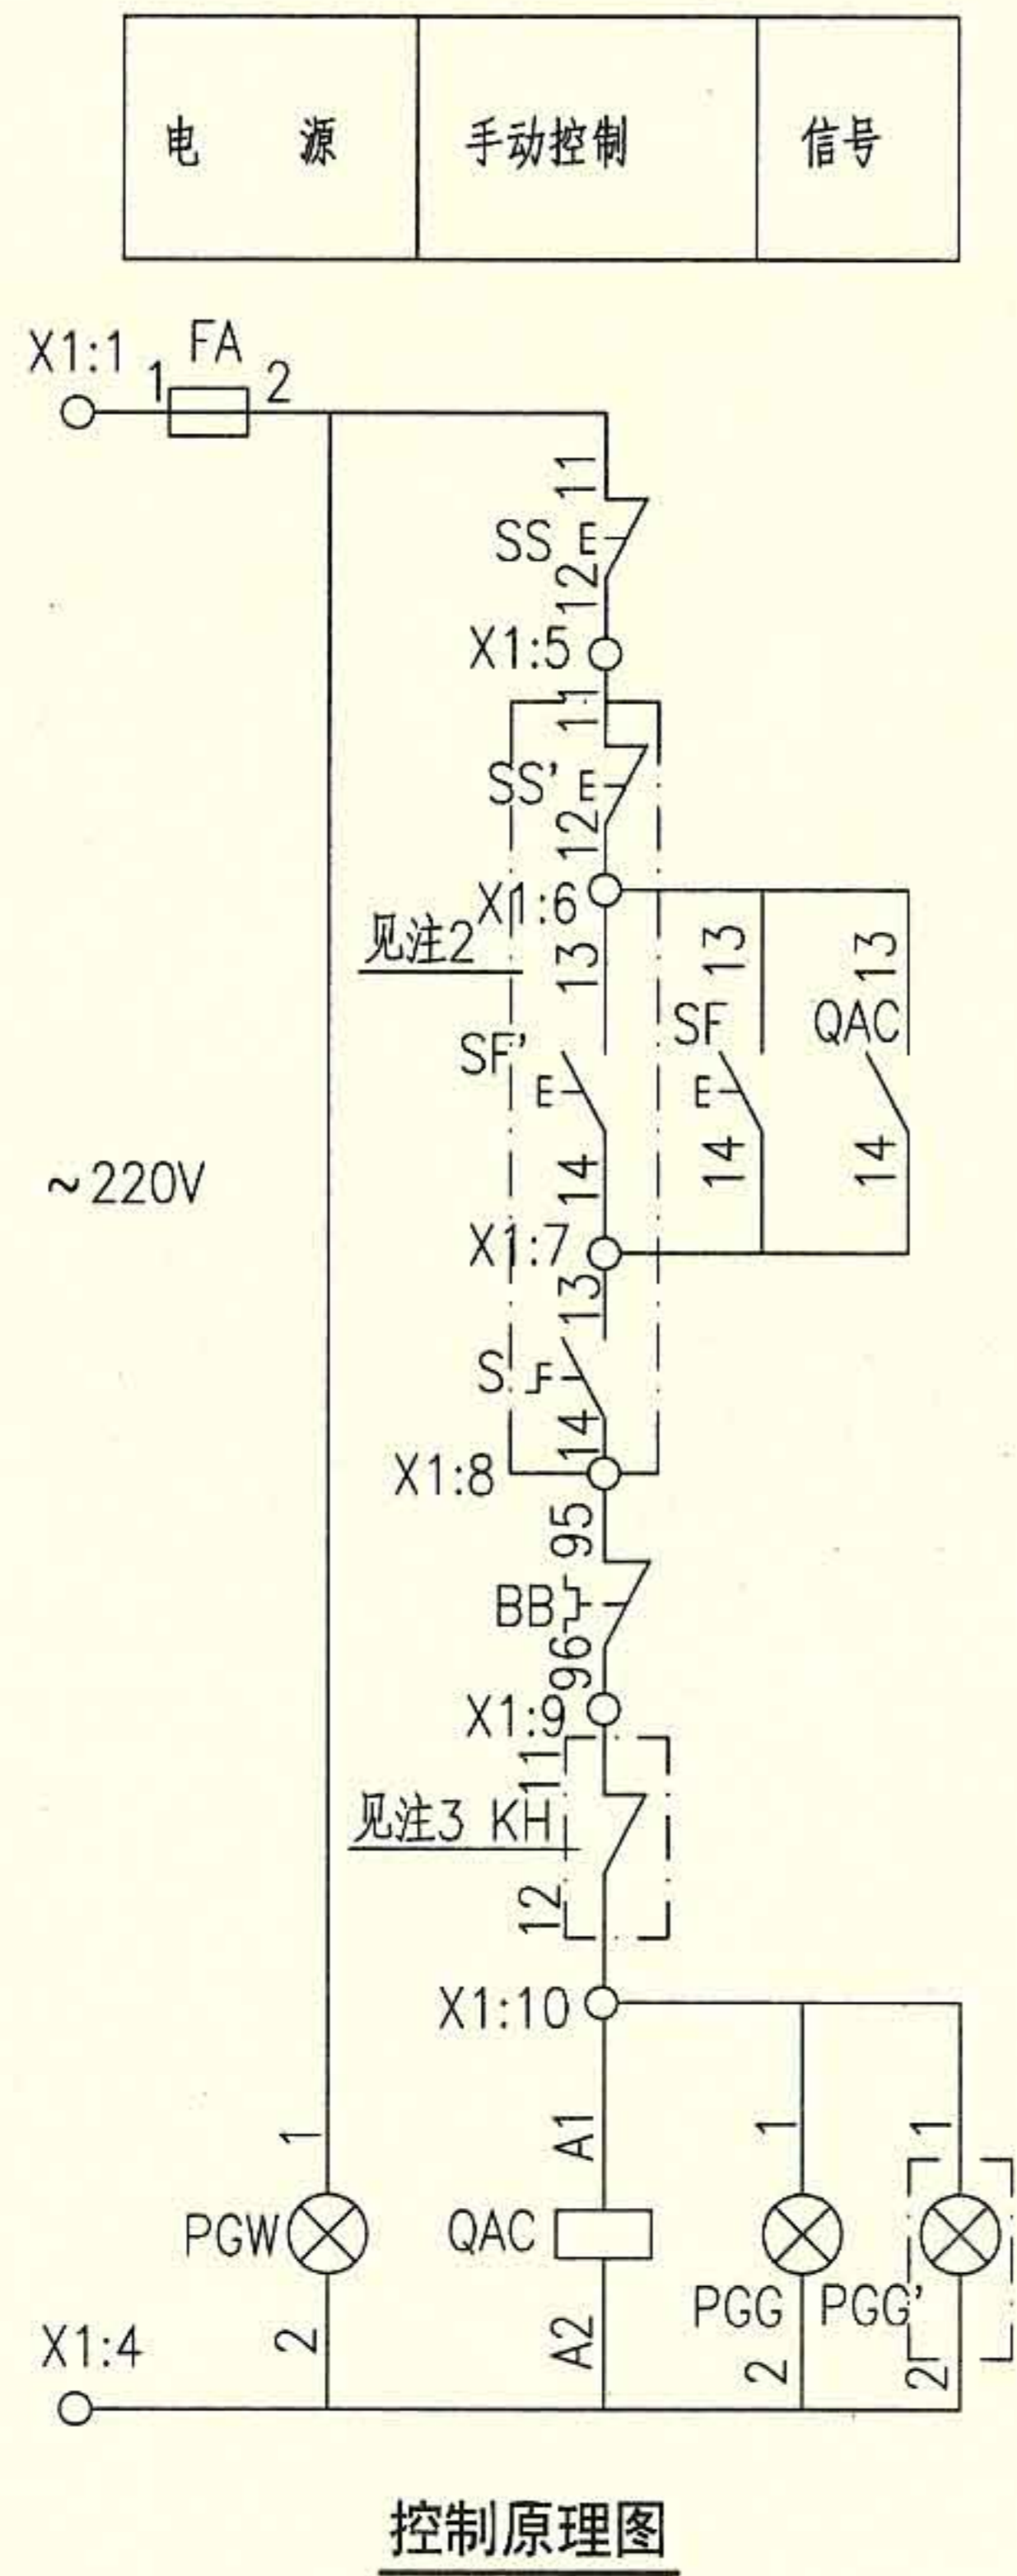 电 源 手动控制 信号
X1:1 1 FA 2
11
SS E
12
X1:5
11
SS' E
12
X1:6
见注2 13 13 13
SF' SF QAC
E E
14 14 14
X1:7
~220V
13
S
14
X1:8
95
BB
96
X1:9
11
见注3 KH
12
X1:10
1 A1 1 1
PGW QAC PGG PGG'
2 A2 2 2
X1:4
控制原理图